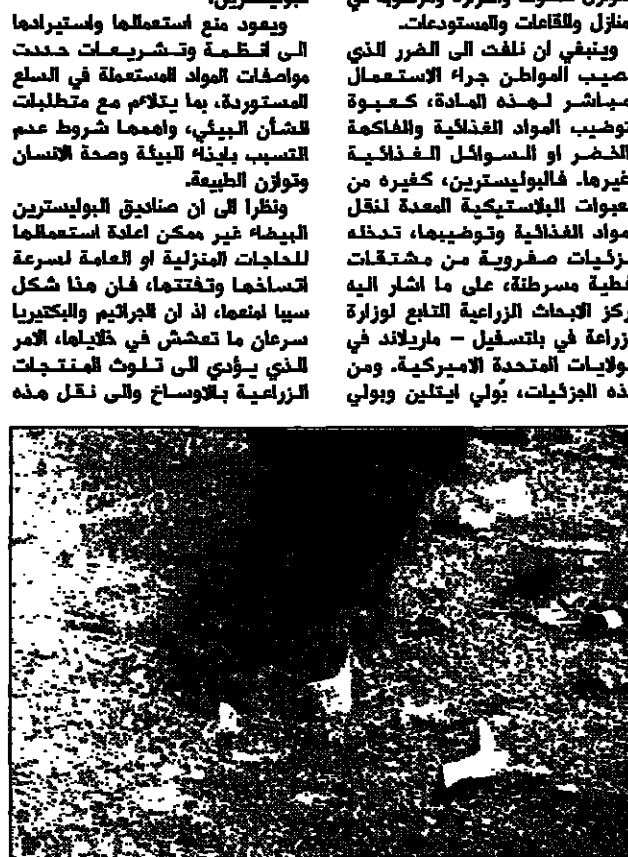 منازل والقاعات والمستودعات.
وينبغي ان نلفت الى الضرر الذي
صيب المواطن جراء الاستعمال
مباشر لهذه المادة، كعبوة
توضيب المواد الغذائية والفاكهة
الخضر او السوائل الغذائية
غيرها. فالبوليسترين، كغيره من
عبوات البلاستيكية المعدة لنقل
مواد الغذائية وتوضيبها، تدخله
زئيات صغروية من مشتقات
فطية مسرطنة، على ما اشار اليه
ركز الابحاث الزراعية التابع لوزارة
زراعة في بلتسفيل – ماريلاند في
ولايات المتحدة الاميركية. ومن
ذه الجزئيات، بُولي ايتلين وبولي
ويعود منع استعمالها واستيرادها
الى انظمة وتشريعات حددت
مواصفات المواد المستعملة في السلع
المستوردة، بما يتلاءم مع متطلبات
الشأن البيئي، واهمها شروط عدم
التسبب بايذاء البيئة وصحة الانسان
وتوازن الطبيعة.
ونظرا الى ان صناديق البوليسترين
البيضاء غير ممكن اعادة استعمالها
للحاجات المنزلية او العامة لسرعة
اتساخها وتفتتها، فان هذا شكل
سببا لمنعها، اذ ان الجراثيم والبكتيريا
سرعان ما تعشش في خلاياها، الامر
الذي يؤدي الى تلوث المنتجات
الزراعية بالاوساخ والى نقل هذه